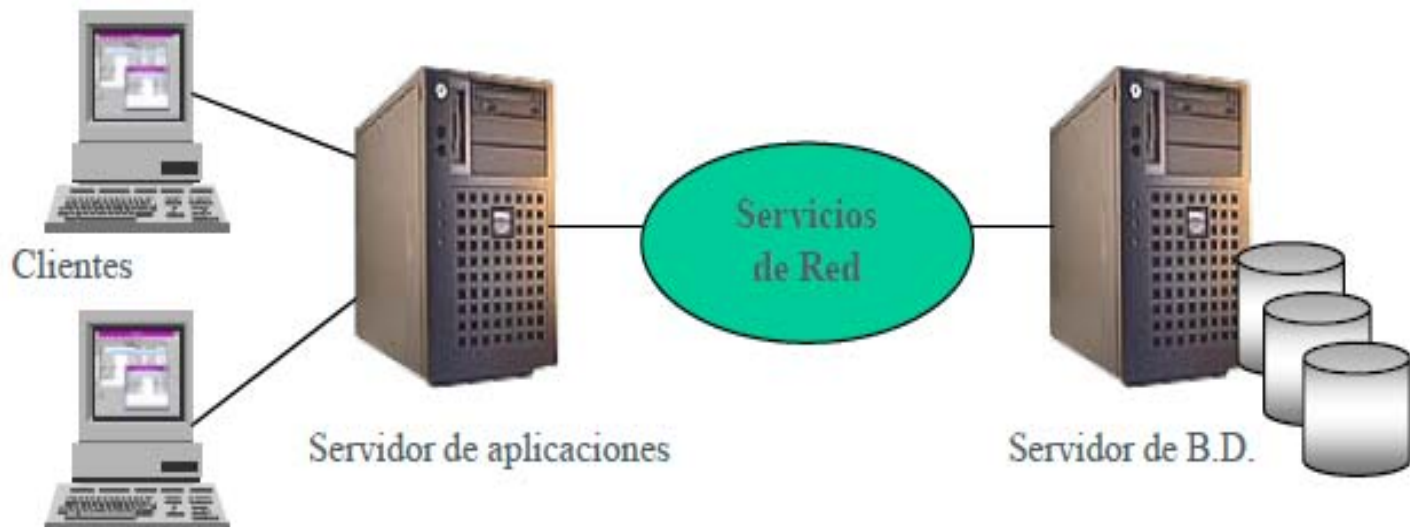 Clientes
Servidor de aplicaciones
Servicios
de Red
Servidor de B.D.